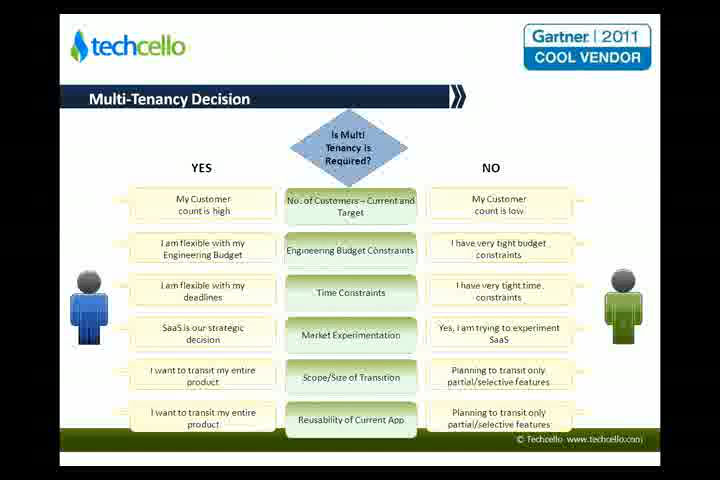 techcello
Gartner | 2011
COOL VENDOR
Multi-Tenancy Decision
Is Multi
Tenancy is
Required?
YES
NO
My Customer
count is high
No. of Customers – Current and
Target
My Customer
count is low
I am flexible with my
Engineering Budget
Engineering Budget Constraints
I have very tight budget
constraints
I am flexible with my
deadlines
Time Constraints
I have very tight time
constraints
SaaS is our strategic
decision
Market Experimentation
Yes, I am trying to experiment
SaaS
I want to transit my entire
product
Scope/Size of Transition
Planning to transit only
partial/selective features
I want to transit my entire
product
Reusability of Current App
Planning to transit only
partial/selective features
© Techcello www.techcello.com